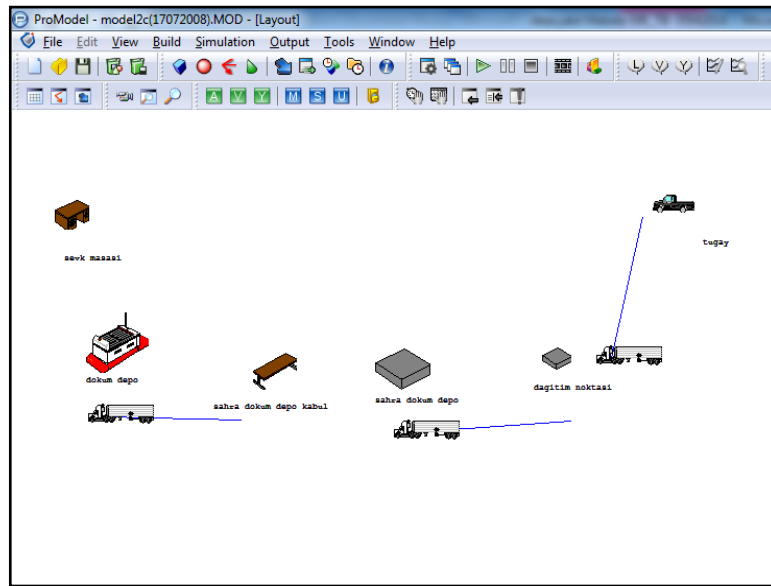 ProModel - model2c(17072008).MOD - [Layout]
File Edit View Build Simulation Output Tools Window Help
sevk masasi
tugay
dokum depo
sahra dokum depo kabul
sahra dokum depo
dagitim noktasi